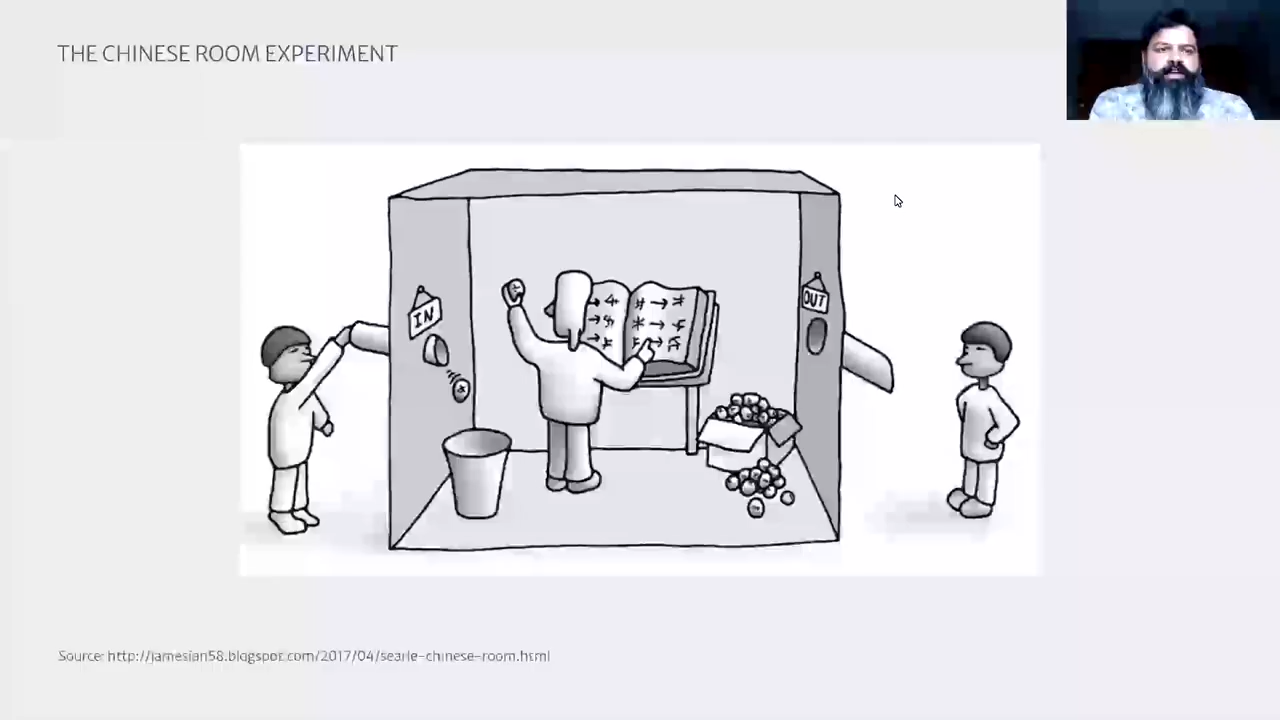 THE CHINESE ROOM EXPERIMENT
IN
OUT
Source: http://jamesian58.blogspot.com/2017/04/searle-chinese-room.html